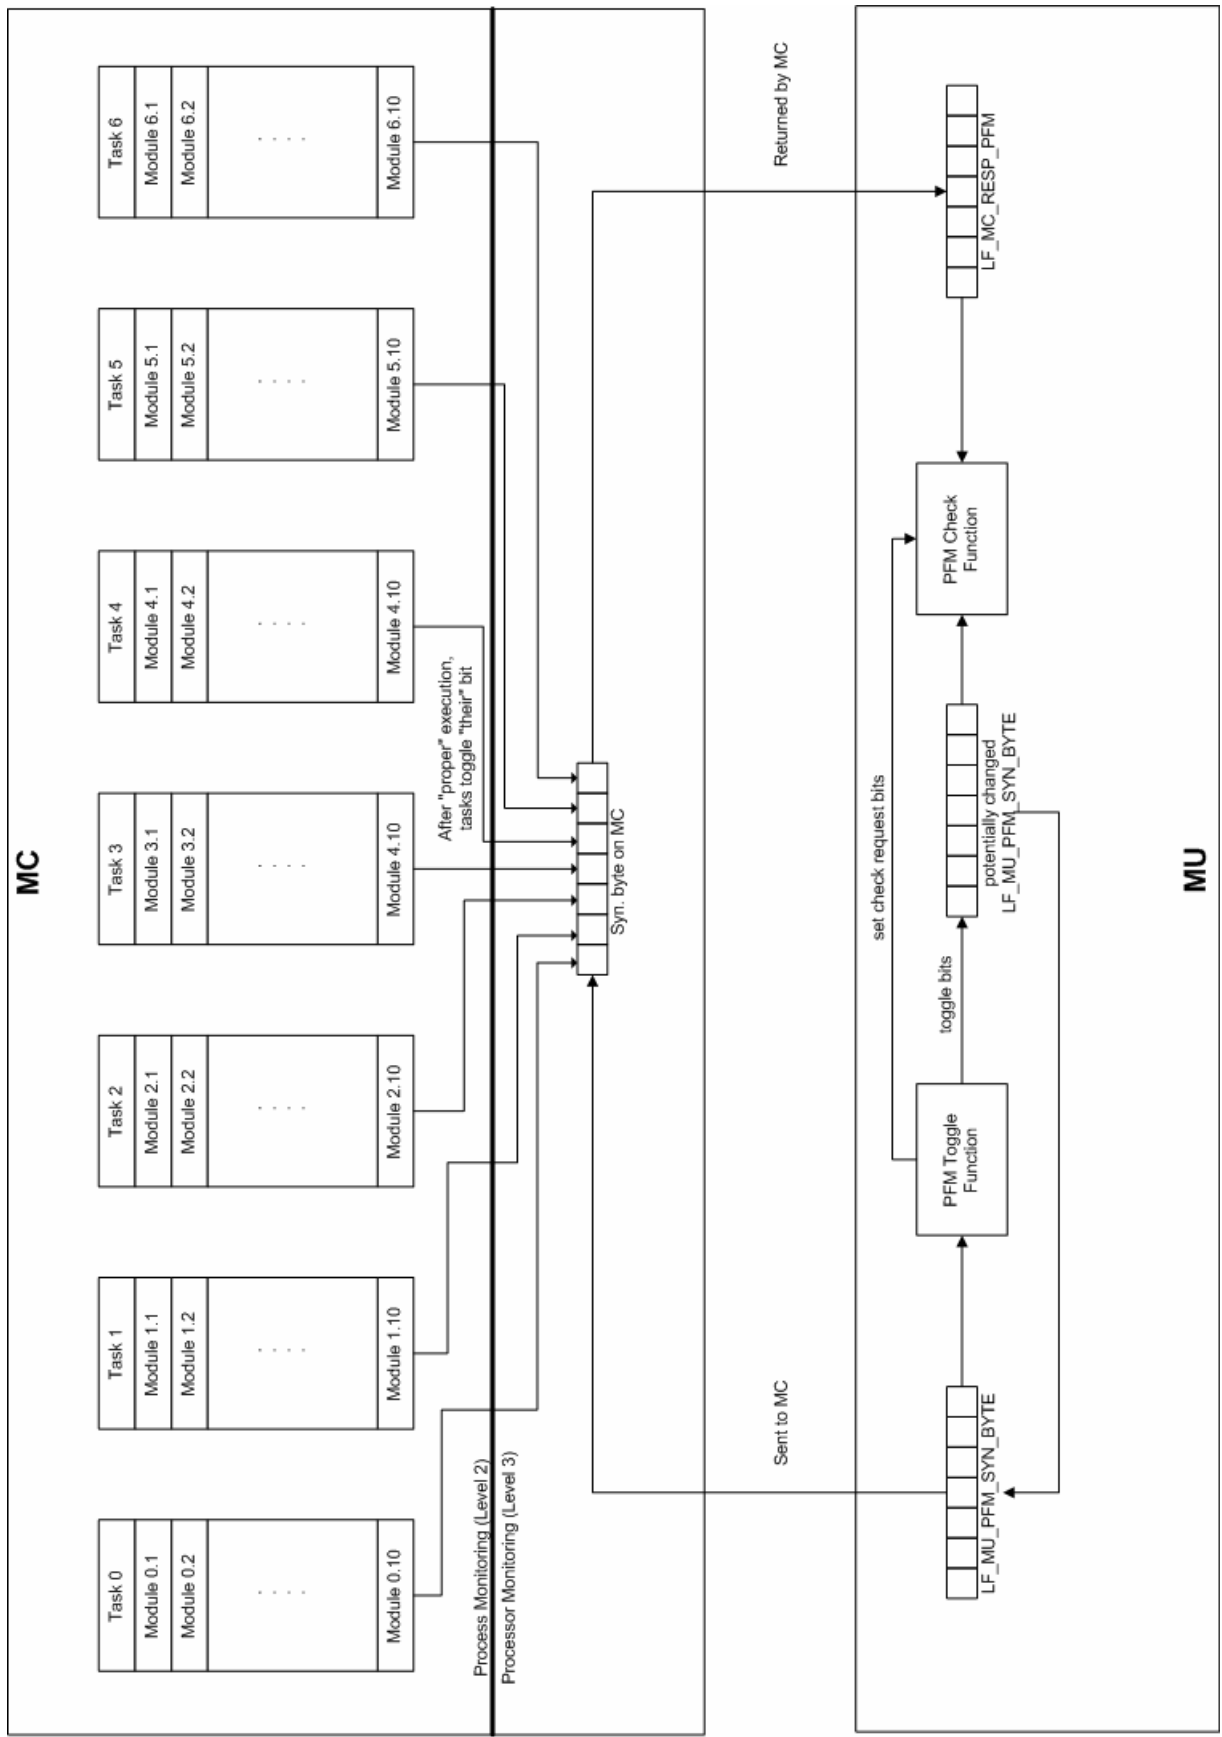 MC
Task 0
Module 0.1
Module 0.2
. . . .
Module 0.10
Task 1
Module 1.1
Module 1.2
. . . .
Module 1.10
Task 2
Module 2.1
Module 2.2
. . . .
Module 2.10
Task 3
Module 3.1
Module 3.2
. . . .
Module 4.10
Task 4
Module 4.1
Module 4.2
. . . .
Module 4.10
Task 5
Module 5.1
Module 5.2
. . . .
Module 5.10
Task 6
Module 6.1
Module 6.2
. . . .
Module 6.10
After "proper" execution,
tasks toggle "their" bit
Process Monitoring (Level 2)
Processor Monitoring (Level 3)
Syn. byte on MC
Sent to MC
Returned by MC
set check request bits
LF_MU_PFM_SYN_BYTE
PFM Toggle
Function
toggle bits
potentially changed
LF_MU_PFM_SYN_BYTE
PFM Check
Function
LF_MC_RESP_PFM
MU